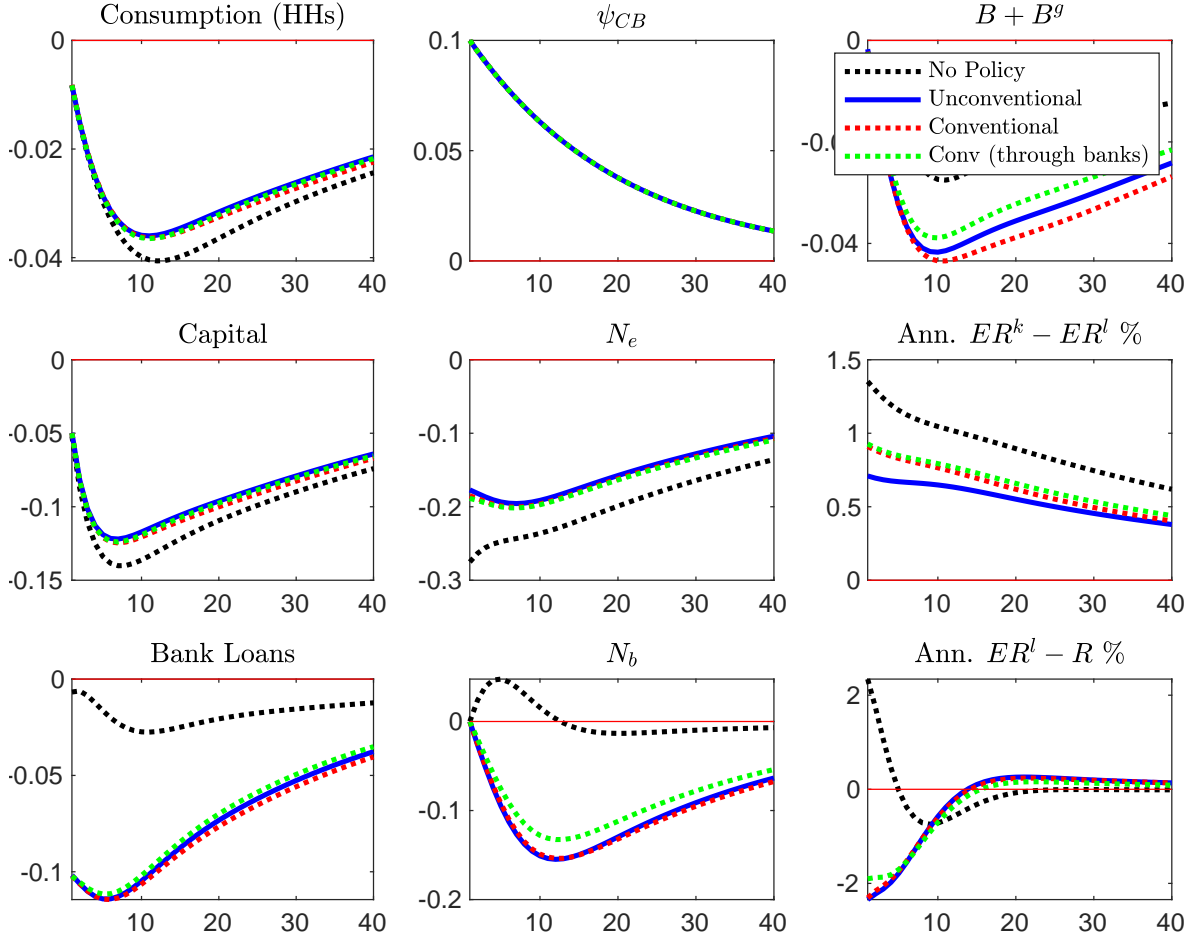 Consumption (HHs)
0
-0.02
-0.04
10 20 30 40
ψ_CB
0.1
0.05
0
10 20 30 40
B + B^g
0
-0.0
-0.04
10 20 30 40
No Policy
Unconventional
Conventional
Conv (through banks)
Capital
0
-0.05
-0.1
-0.15
10 20 30 40
N_e
0
-0.1
-0.2
-0.3
10 20 30 40
Ann. ER^k − ER^l %
1.5
1
0.5
0
10 20 30 40
Bank Loans
0
-0.05
-0.1
10 20 30 40
N_b
0
-0.1
-0.2
10 20 30 40
Ann. ER^l − R %
2
0
-2
10 20 30 40